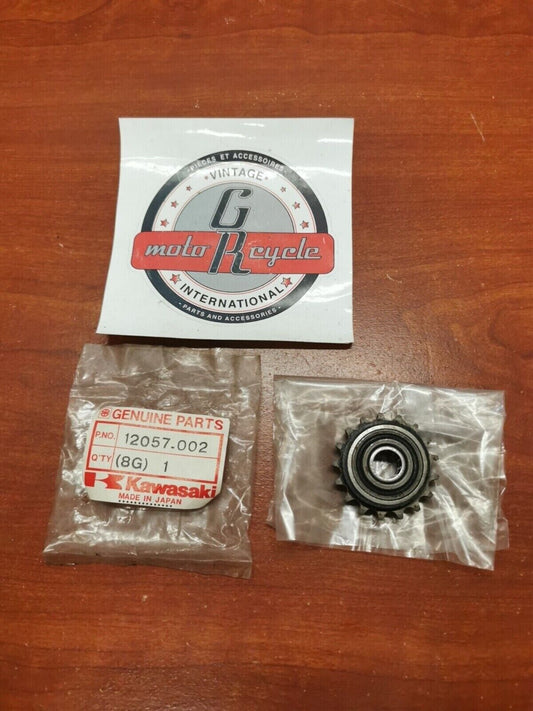 • PIÈCES ET ACCESSOIRES •
• VINTAGE •
G
moto R cycle
INTERNATIONAL
• PARTS AND ACCESSORIES •
GENUINE PARTS
P.NO. 12057.002
Q'TY (8G) 1
Kawasaki
MADE IN JAPAN